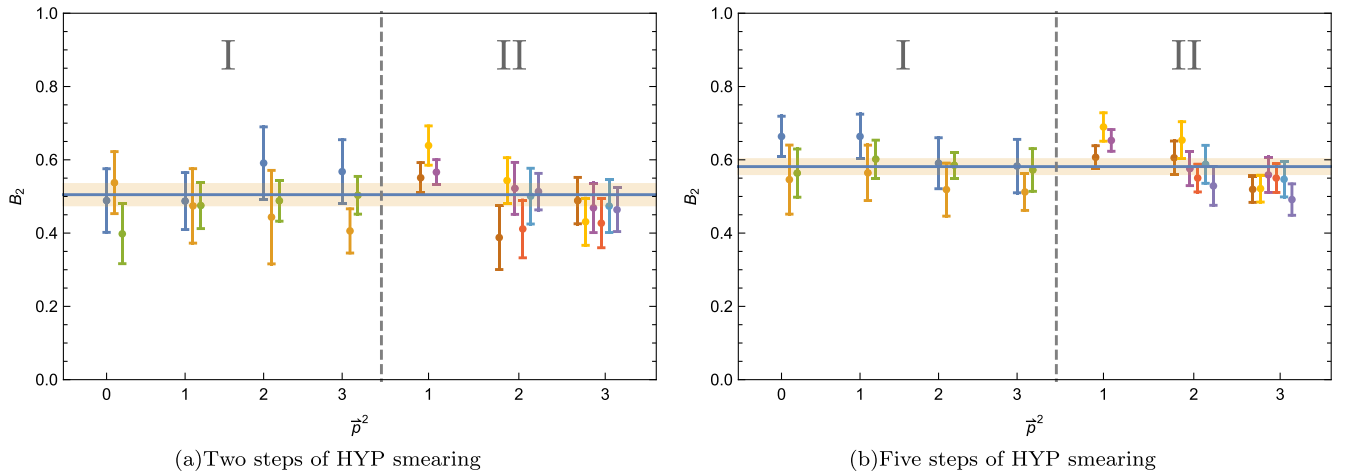 1.0
I
II
0.8
0.6
B₂
0.4
0.2
0.0
0 1 2 3 1 2 3
p⃗ ²
(a)Two steps of HYP smearing
1.0
I
II
0.8
0.6
B₂
0.4
0.2
0.0
0 1 2 3 1 2 3
p⃗ ²
(b)Five steps of HYP smearing